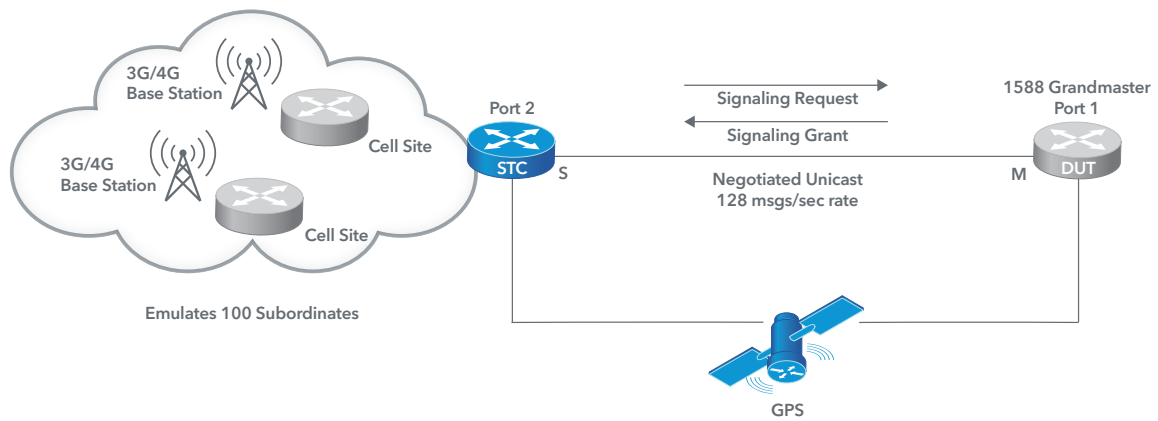 3G/4G
Base Station
Cell Site
3G/4G
Base Station
Cell Site
Emulates 100 Subordinates
Port 2
STC
S
Signaling Request
Signaling Grant
Negotiated Unicast
128 msgs/sec rate
1588 Grandmaster
Port 1
M
DUT
GPS